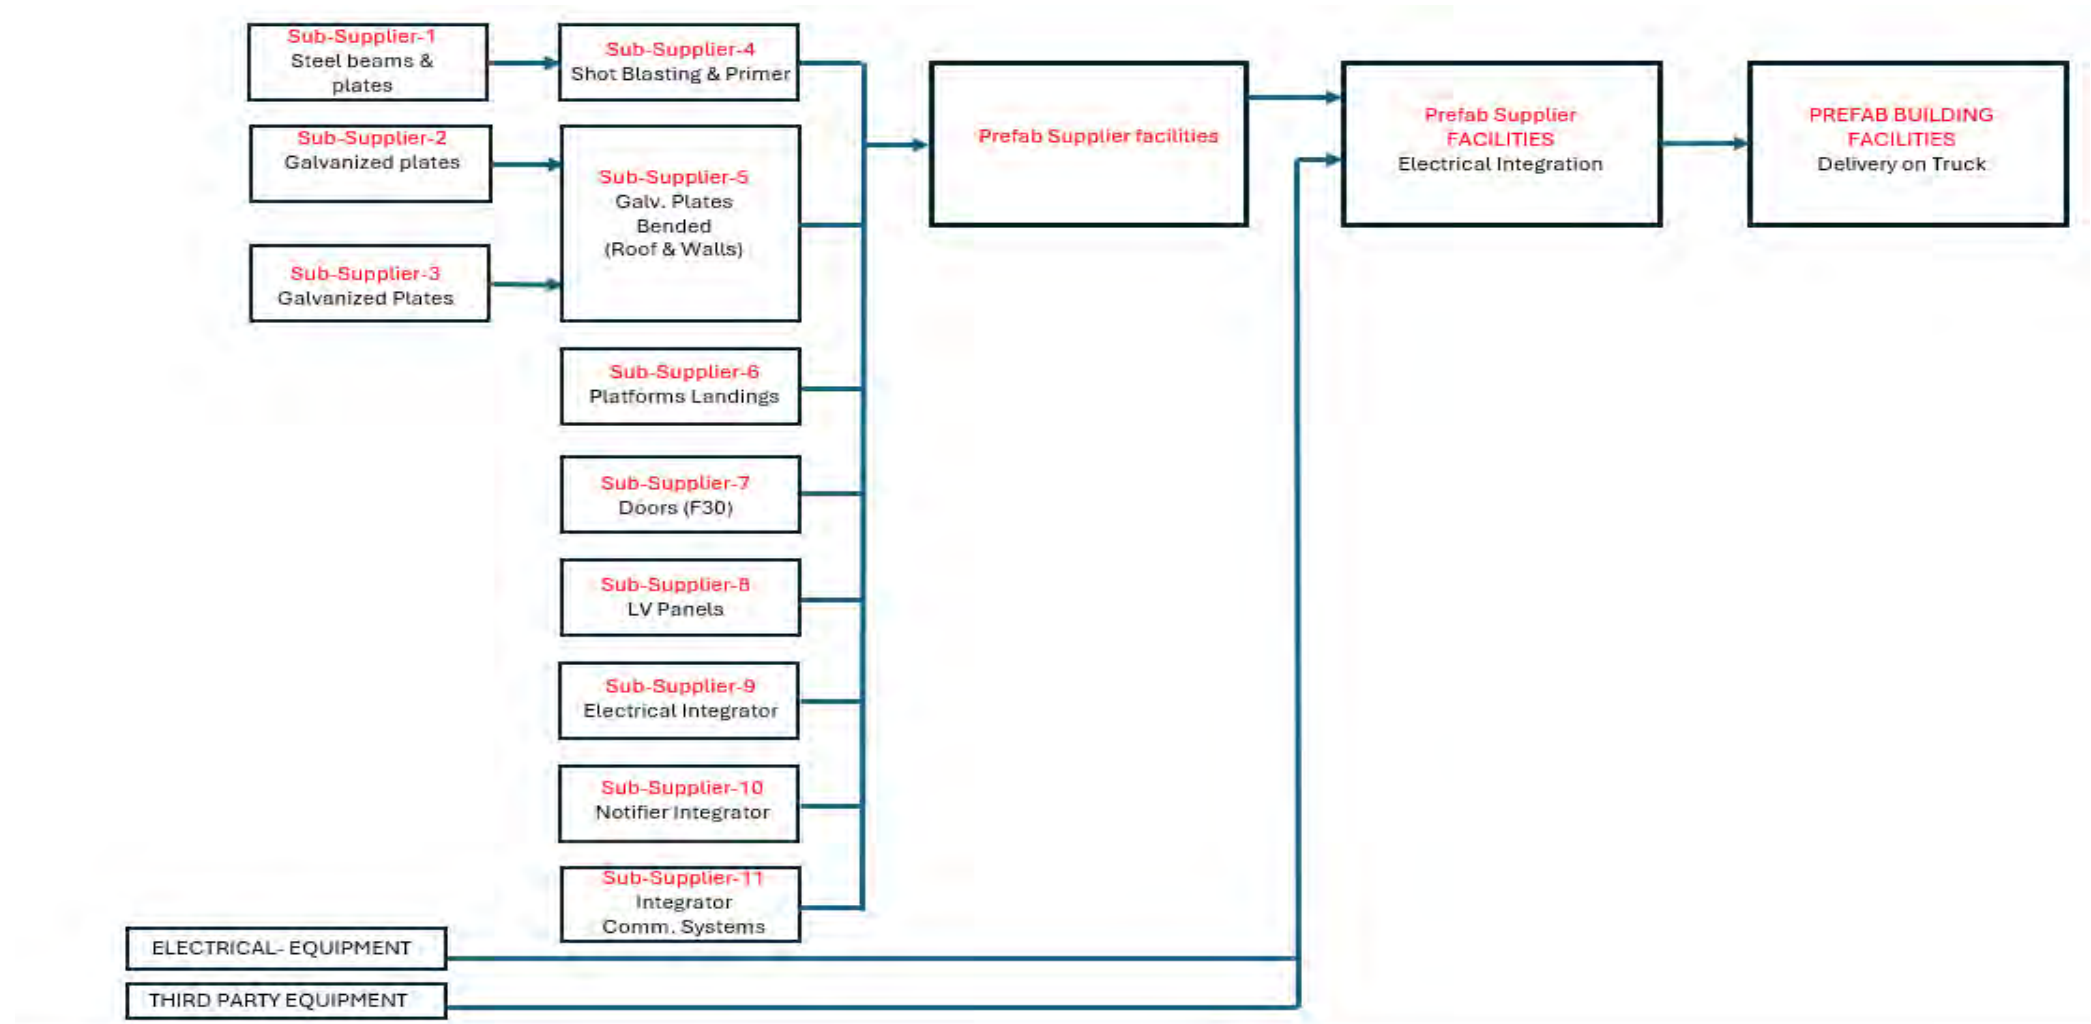 Sub-Supplier-1
Steel beams &
plates
Sub-Supplier-4
Shot Blasting & Primer
Sub-Supplier-2
Galvanized plates
Sub-Supplier-5
Galv. Plates
Bended
(Roof & Walls)
Sub-Supplier-3
Galvanized Plates
Prefab Supplier facilities
Prefab Supplier
FACILITIES
Electrical Integration
PREFAB BUILDING
FACILITIES
Delivery on Truck
Sub-Supplier-6
Platforms Landings
Sub-Supplier-7
Doors (F30)
Sub-Supplier-8
LV Panels
Sub-Supplier-9
Electrical Integrator
Sub-Supplier-10
Notifier Integrator
Sub-Supplier-11
Integrator
Comm. Systems
ELECTRICAL- EQUIPMENT
THIRD PARTY EQUIPMENT